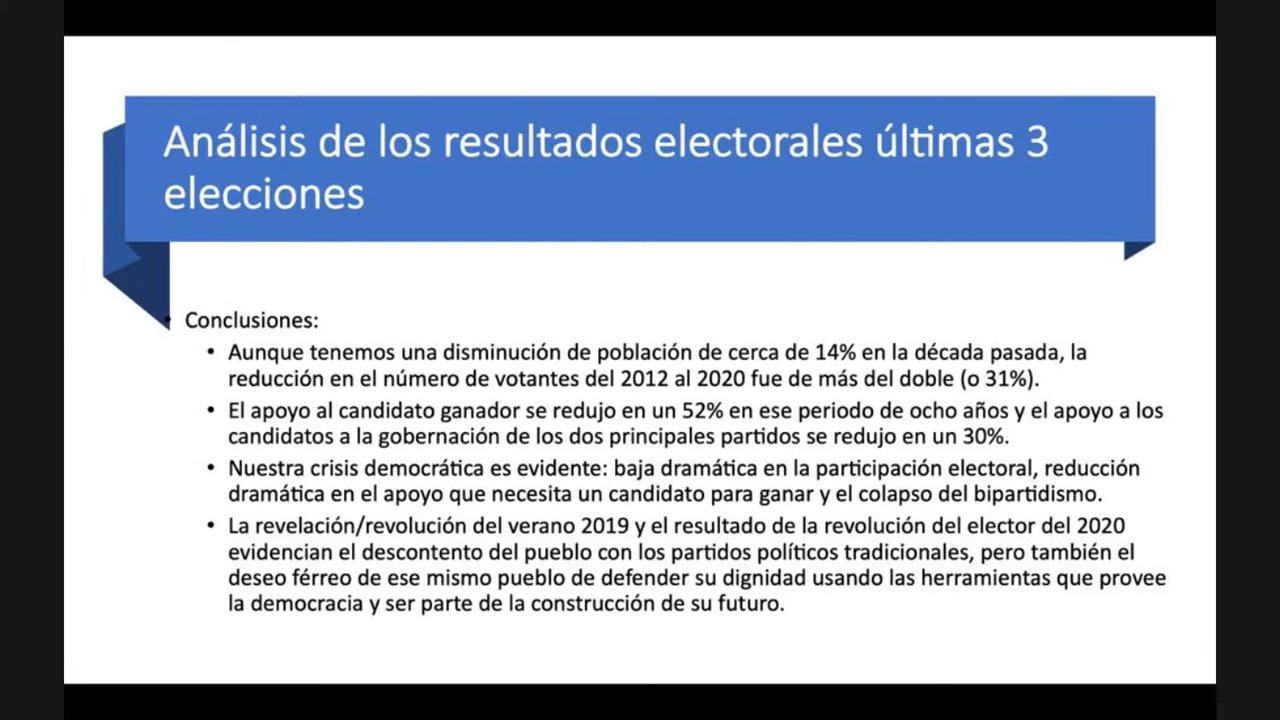 Análisis de los resultados electorales últimas 3
elecciones
• Conclusiones:
• Aunque tenemos una disminución de población de cerca de 14% en la década pasada, la
reducción en el número de votantes del 2012 al 2020 fue de más del doble (o 31%).
• El apoyo al candidato ganador se redujo en un 52% en ese periodo de ocho años y el apoyo a los
candidatos a la gobernación de los dos principales partidos se redujo en un 30%.
• Nuestra crisis democrática es evidente: baja dramática en la participación electoral, reducción
dramática en el apoyo que necesita un candidato para ganar y el colapso del bipartidismo.
• La revelación/revolución del verano 2019 y el resultado de la revolución del elector del 2020
evidencian el descontento del pueblo con los partidos políticos tradicionales, pero también el
deseo férreo de ese mismo pueblo de defender su dignidad usando las herramientas que provee
la democracia y ser parte de la construcción de su futuro.